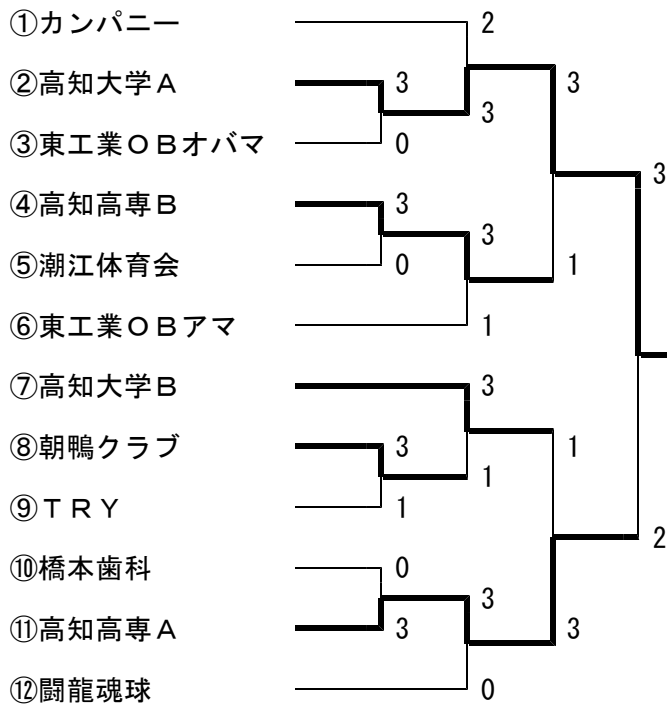 ①カンパニー
2
②高知大学Ａ
3
3
3
③東工業ＯＢオバマ
0
3
④高知高専Ｂ
3
3
⑤潮江体育会
0
1
⑥東工業ＯＢアマ
1
⑦高知大学Ｂ
3
⑧朝鴨クラブ
3
1
1
⑨ＴＲＹ
1
2
⑩橋本歯科
0
3
⑪高知高専Ａ
3
3
⑫闘龍魂球
0